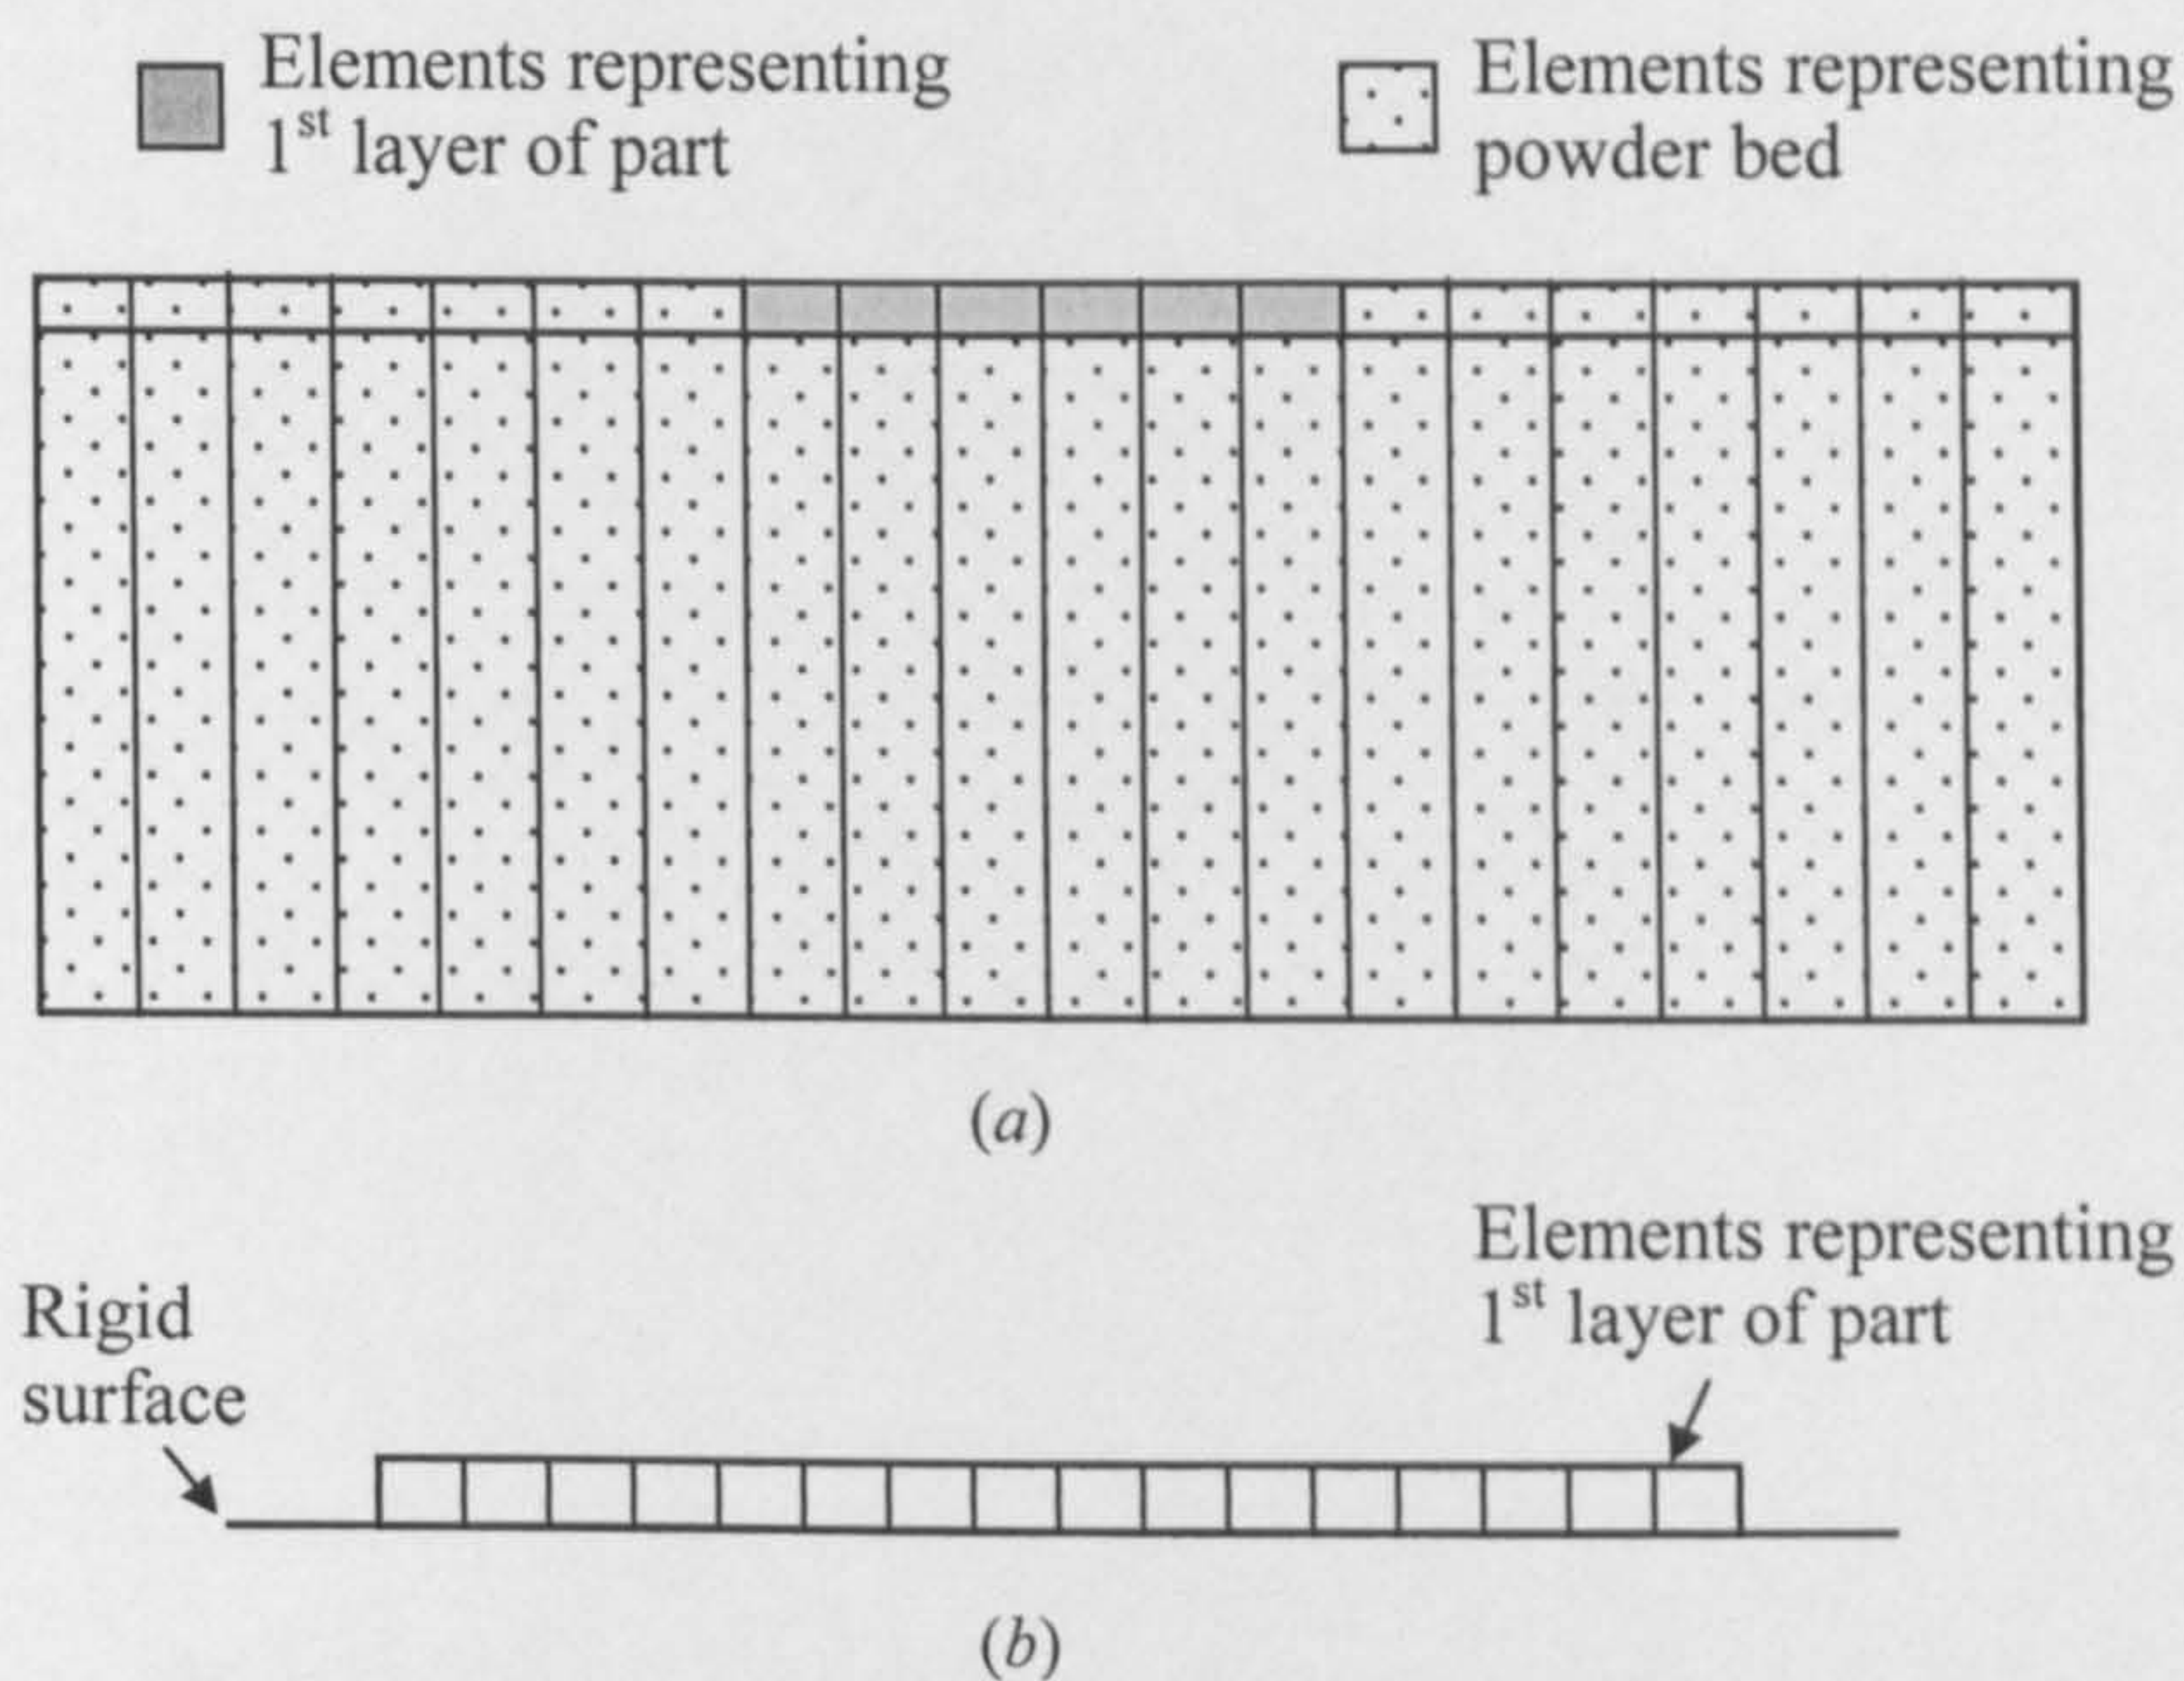 Elements representing
1st layer of part
Elements representing
powder bed
(a)
Elements representing
1st layer of part
Rigid
surface
(b)